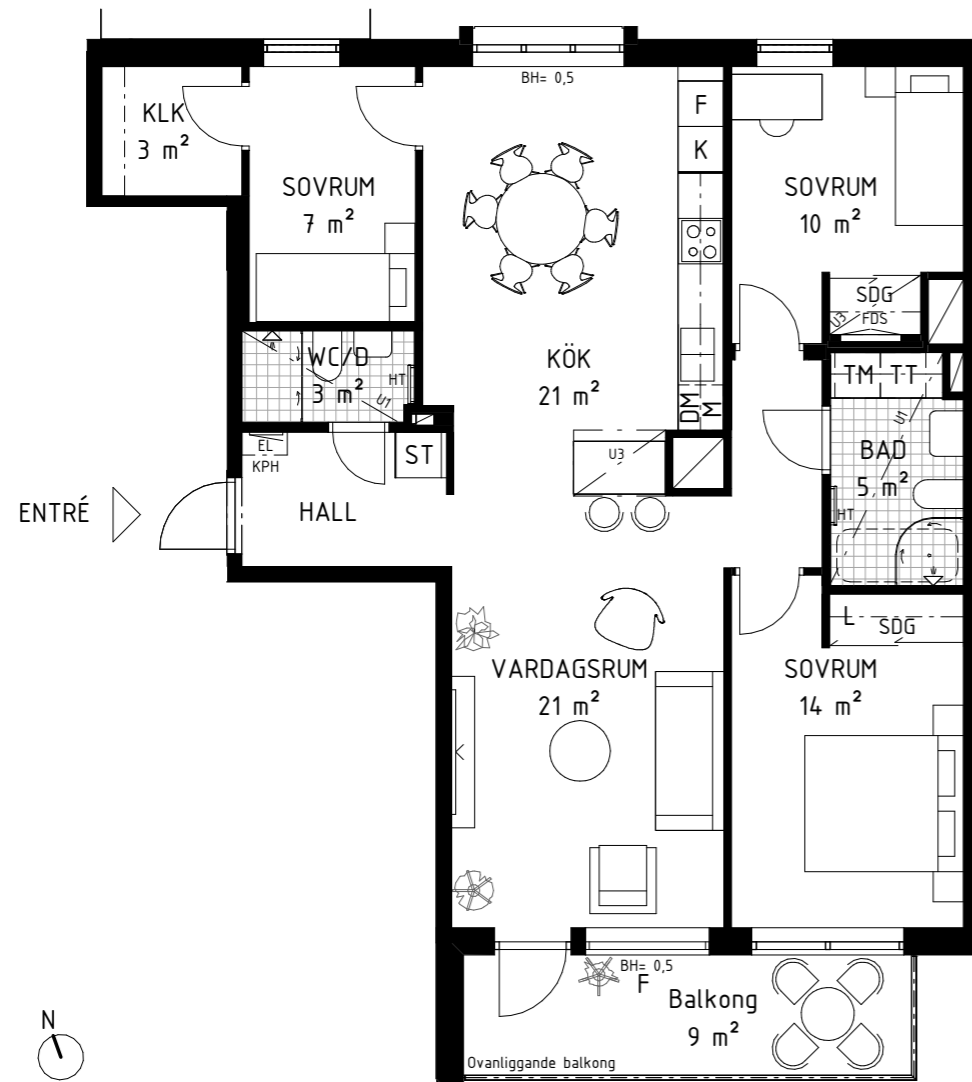 BH= 0,5
KLK
3 m²
SOVRUM
7 m²
F
K
SOVRUM
10 m²
SDG
U3
FDS
WC/D
3 m²
HT
U1
KÖK
21 m²
DM
M
TM
TT
U1
BAD
5 m²
HT
EL
KPH
ST
U3
ENTRÉ
HALL
L
SDG
VARDAGSRUM
21 m²
SOVRUM
14 m²
BH= 0,5
F
Balkong
9 m²
Ovanliggande balkong
N